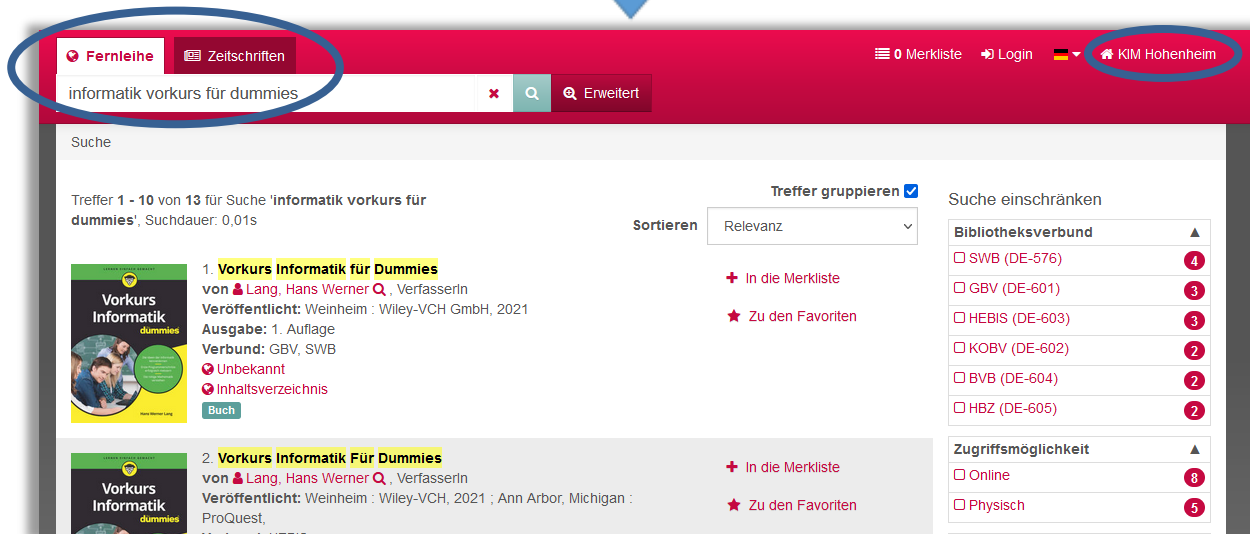 Fernleihe Zeitschriften
0 Merkliste Login KIM Hohenheim
informatik vorkurs für dummies
Erweitert
Suche
Treffer 1 - 10 von 13 für Suche 'informatik vorkurs für
dummies', Suchdauer: 0,01s
Treffer gruppieren
Sortieren Relevanz
1. Vorkurs Informatik für Dummies
von Lang, Hans Werner , VerfasserIn
Veröffentlicht: Weinheim : Wiley-VCH GmbH, 2021
Ausgabe: 1. Auflage
Verbund: GBV, SWB
Unbekannt
Inhaltsverzeichnis
Buch
In die Merkliste
Zu den Favoriten
Vorkurs
Informatik
dümmies
Hans Werner Lang
2. Vorkurs Informatik Für Dummies
von Lang, Hans Werner , VerfasserIn
Veröffentlicht: Weinheim : Wiley-VCH, 2021 ; Ann Arbor, Michigan :
ProQuest,
In die Merkliste
Zu den Favoriten
Vorkurs
Informatik
dümmies
Suche einschränken
Bibliotheksverbund ▲
SWB (DE-576) 4
GBV (DE-601) 3
HEBIS (DE-603) 3
KOBV (DE-602) 2
BVB (DE-604) 2
HBZ (DE-605) 2
Zugriffsmöglichkeit ▲
Online 8
Physisch 5